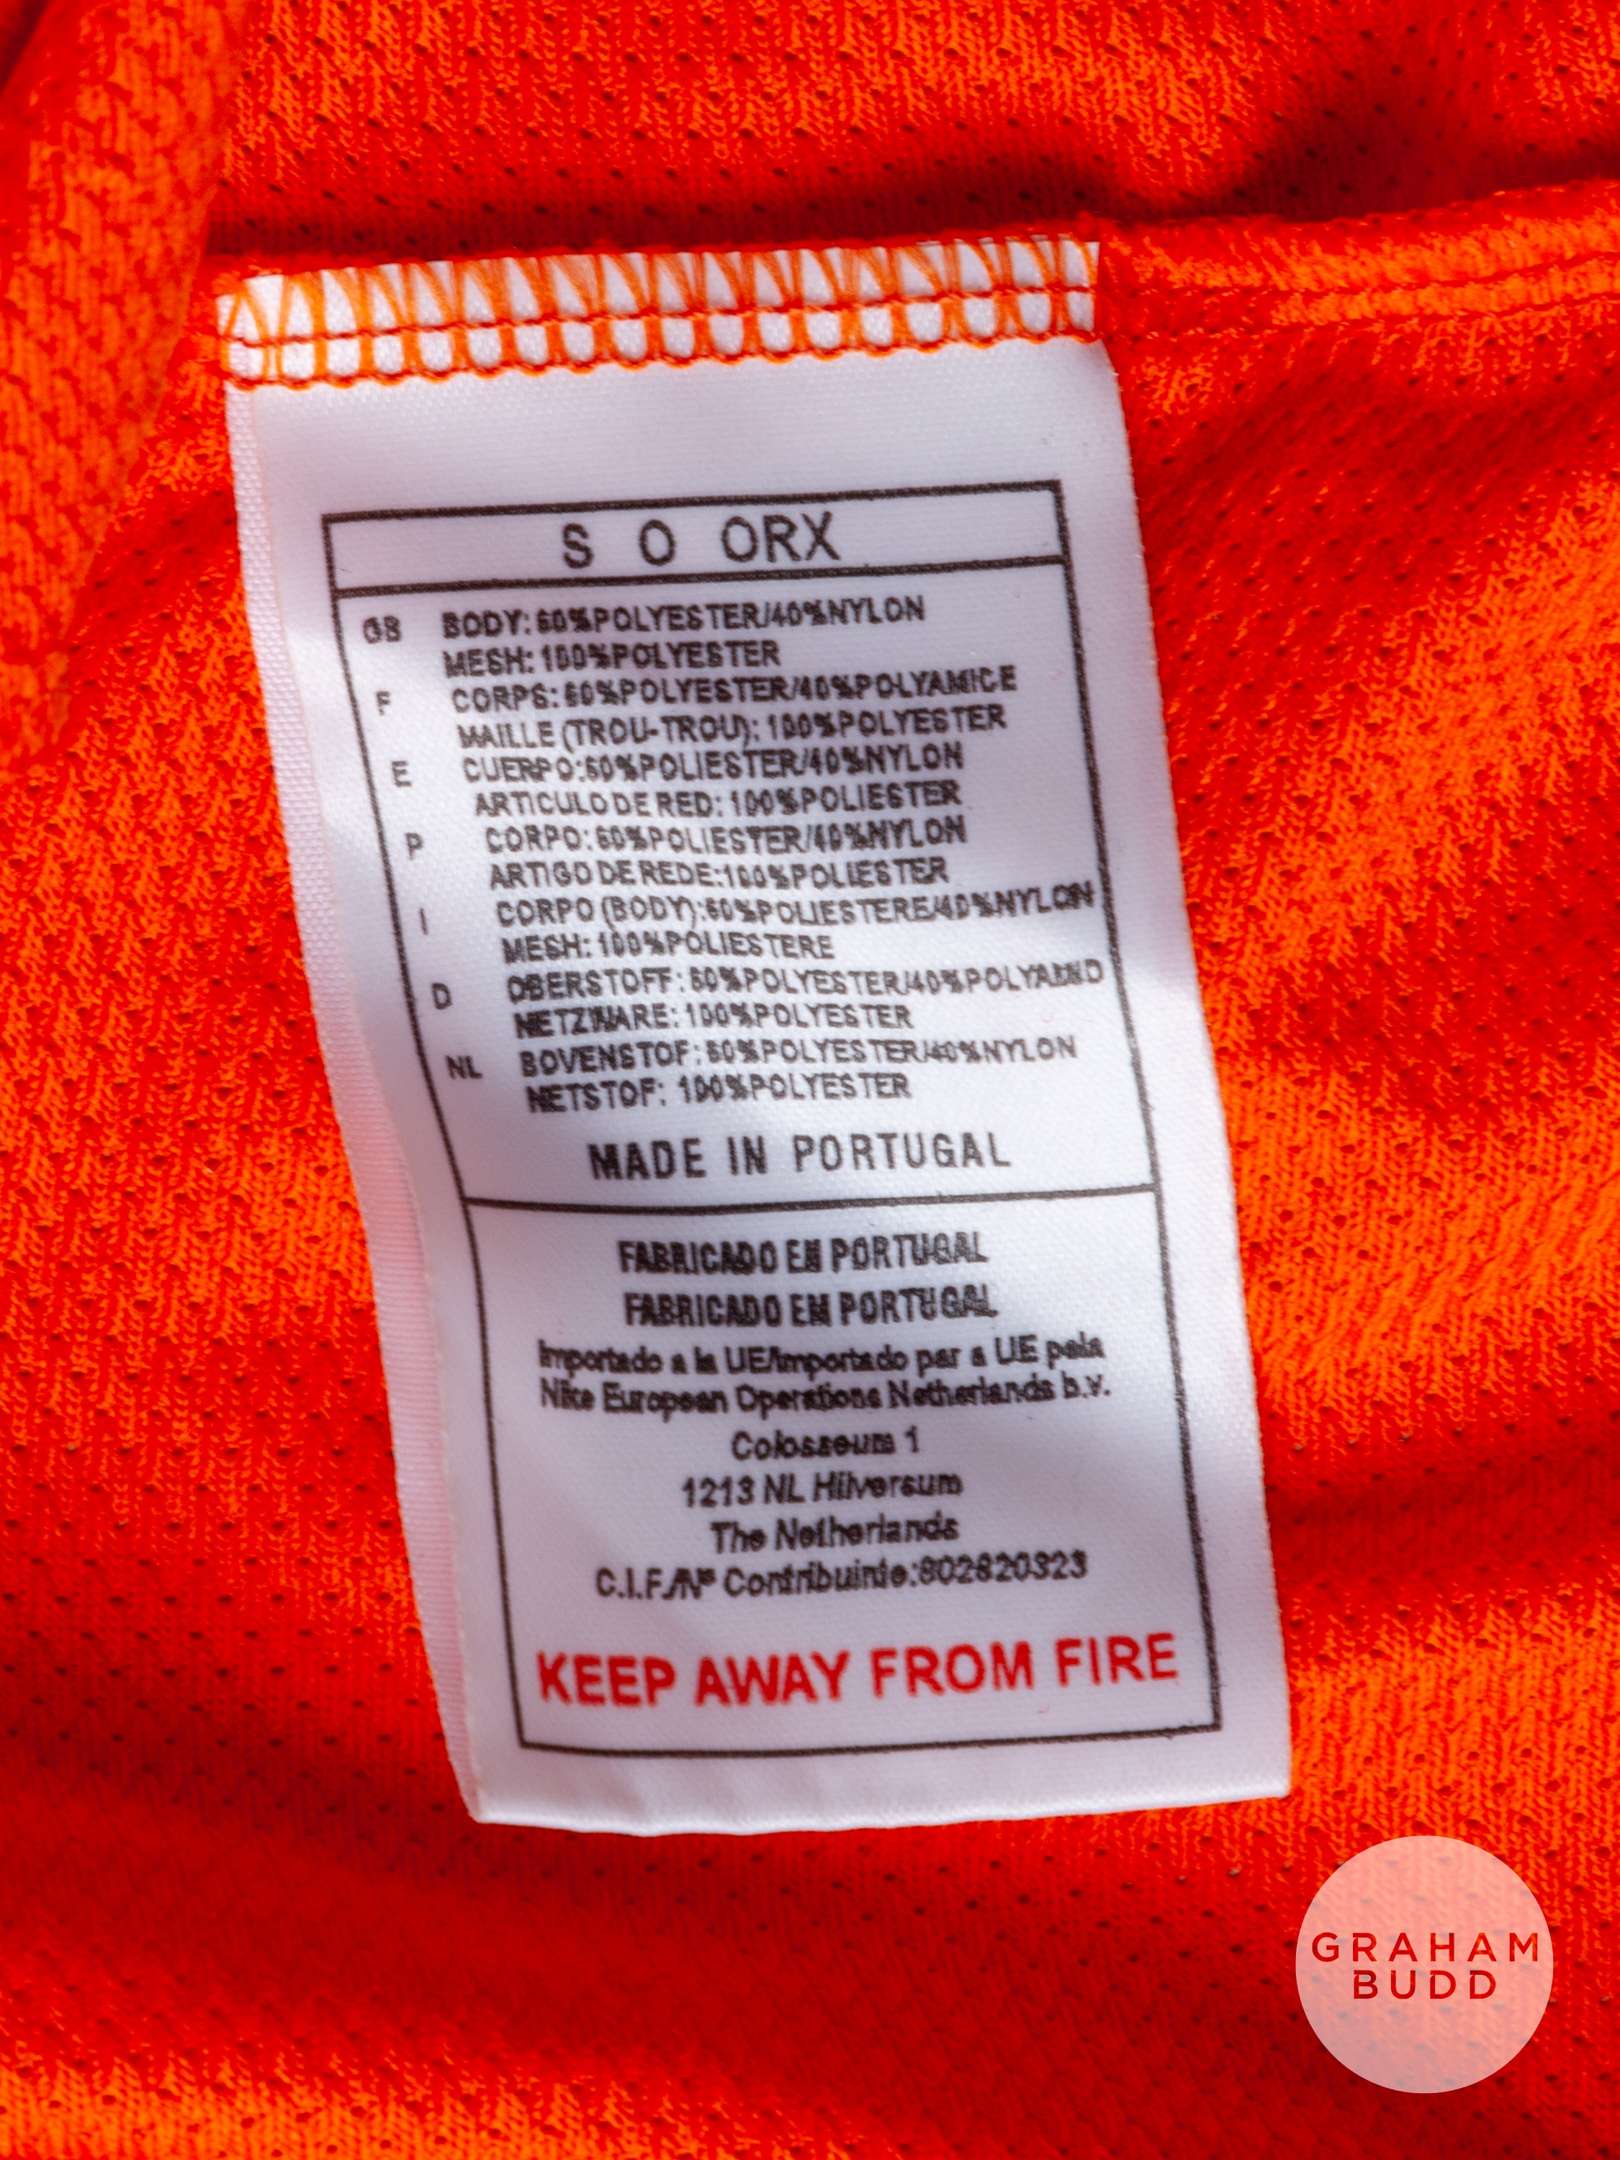 S O ORX
GB BODY: 60%POLYESTER/40%NYLON
MESH: 100%POLYESTER
F CORPS: 60%POLYESTER/40%POLYAMICE
MAILLE (TROU-TROU): 100%POLYESTER
E CUERPO:60%POLIESTER/40%NYLON
ARTICULO DE RED: 100%POLIESTER
P CORPO: 60%POLIESTER/40%NYLON
ARTIGO DE REDE:100%POLIESTER
I CORPO (BODY):60%POLIESTERE/40%NYLON
MESH: 100%POLIESTERE
D OBERSTOFF: 60%POLYESTER/40%
NETZWARE: 100%POLYESTER
NL BOVENSTOF: 60%POLYESTER/40%NYLON
NETSTOF: 100%POLYESTER
MADE IN PORTUGAL
FABRICADO EN PORTUGAL
FABRICADO EM PORTUGAL
Importado a la UE/Importado par a UE pela
Nike European Operations Netherlands b.v.
Colosseum 1
1213 NL Hilversum
The Netherlands
C.I.F./Nº Contribuinte:802820323
KEEP AWAY FROM FIRE
GRAHAM
BUDD